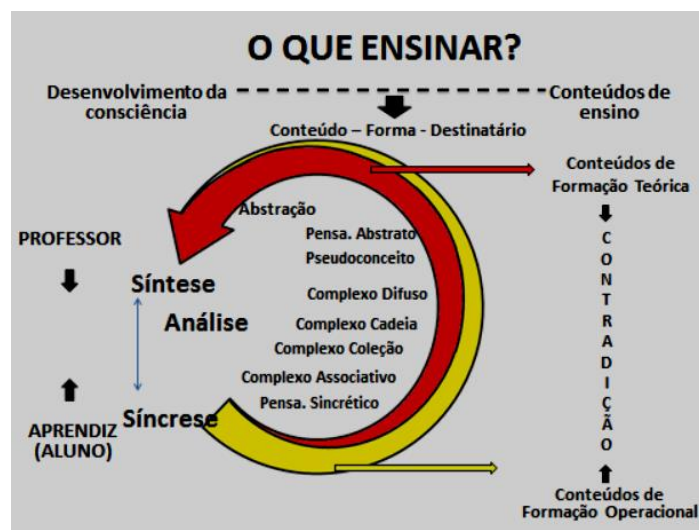 O QUE ENSINAR?
Desenvolvimento da
consciência
Conteúdos de
ensino
Conteúdo – Forma - Destinatário
Conteúdos de
Formação Teórica
Abstração
PROFESSOR
Pensa. Abstrato
Pseudoconceito
Síntese
Complexo Difuso
Análise
Complexo Cadeia
Complexo Coleção
Complexo Associativo
Síncrese
Pensa. Sincrético
APRENDIZ
(ALUNO)
C
O
N
T
R
A
D
I
Ç
Ã
O
Conteúdos de
Formação Operacional